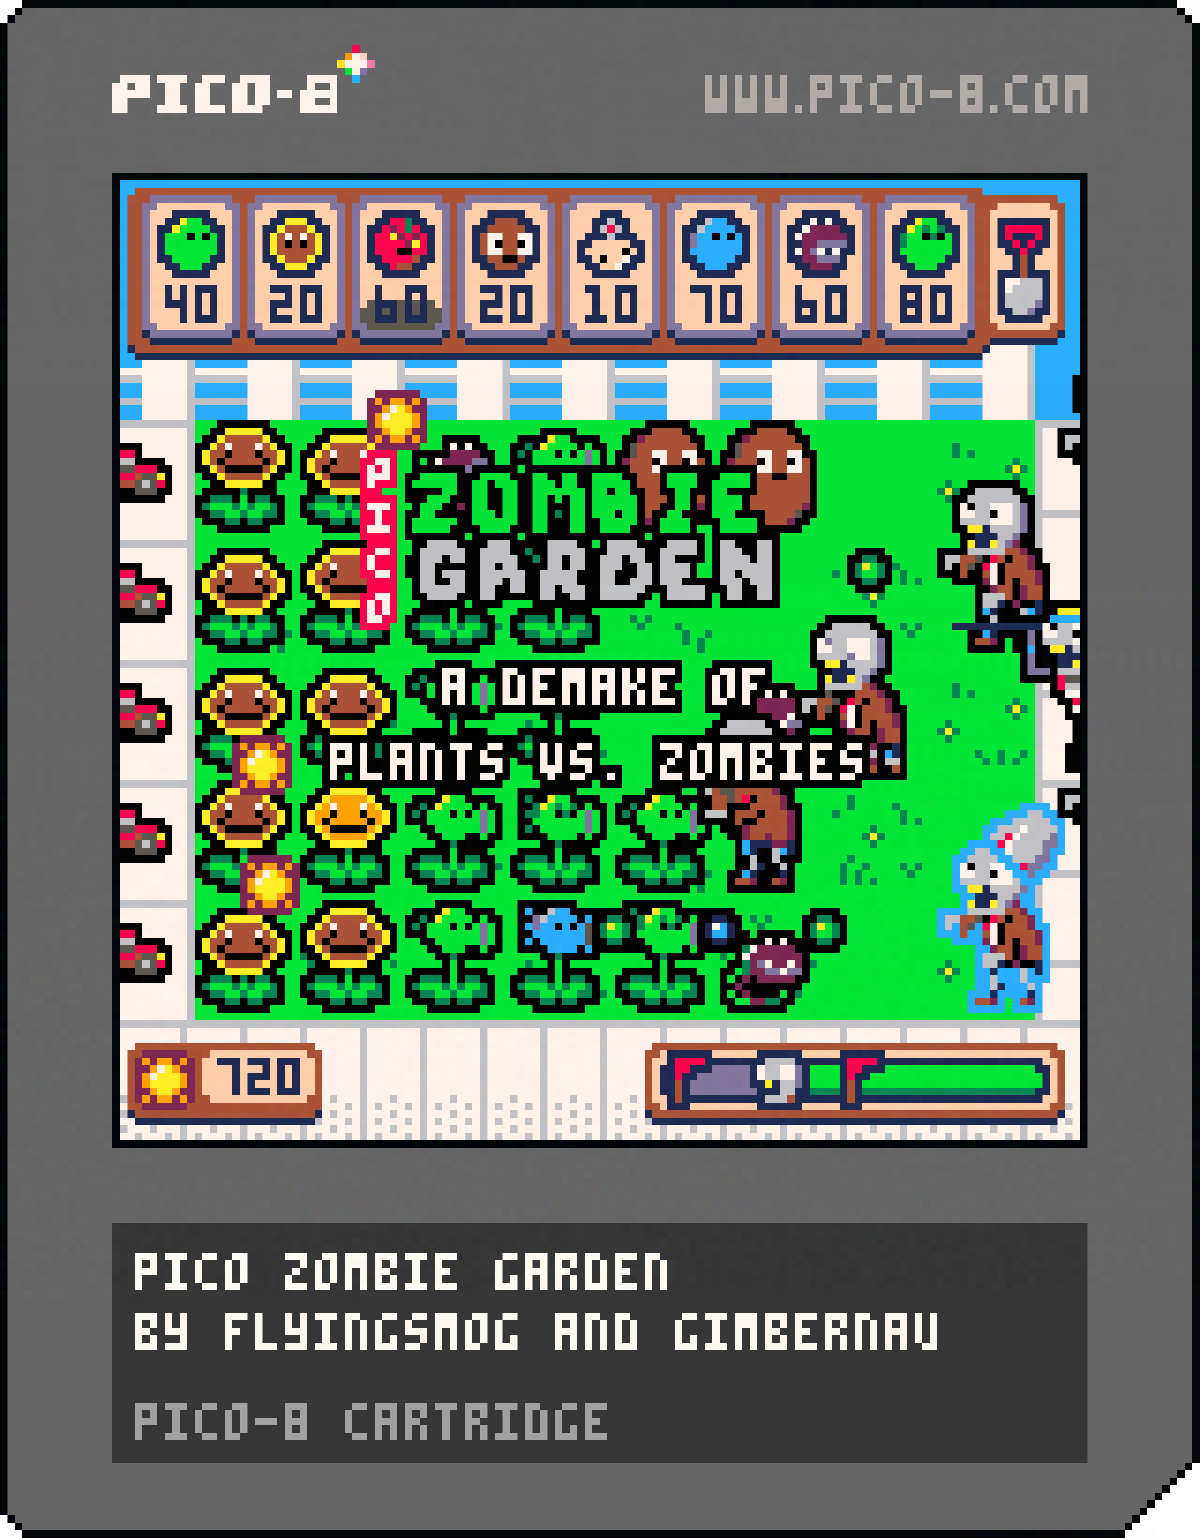 PICO-8
WWW.PICO-8.COM
40 20 60 20 10 70 60 80
PICO
ZOMBIE
GARDEN
A DEMAKE OF
PLANTS VS. ZOMBIES
720
PICO ZOMBIE GARDEN
BY FLYINGSMOG AND GIMBERNAU
PICO-8 CARTRIDGE